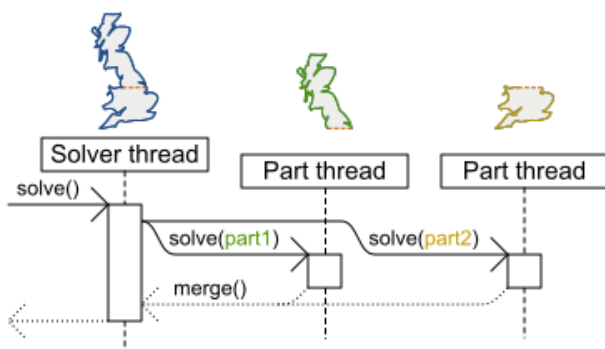 Solver thread
Part thread
Part thread
solve()
solve(part1)
solve(part2)
merge()